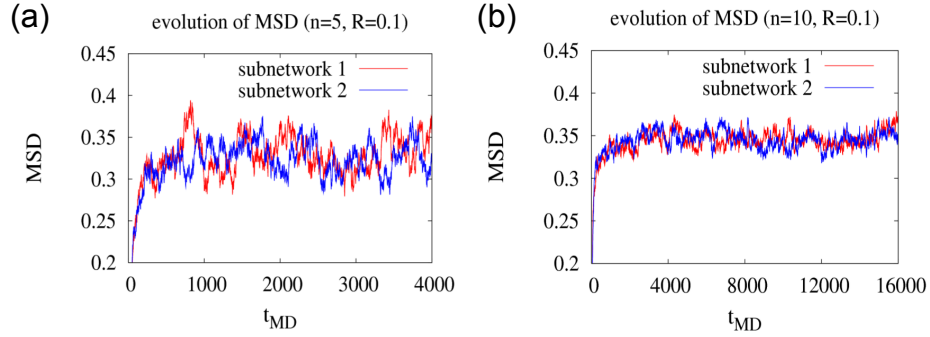 (a)
evolution of MSD (n=5, R=0.1)
0.45
0.4
0.35
0.3
0.25
0.2
MSD
subnetwork 1
subnetwork 2
0 1000 2000 3000 4000
t_MD
(b)
evolution of MSD (n=10, R=0.1)
0.45
0.4
0.35
0.3
0.25
0.2
MSD
subnetwork 1
subnetwork 2
0 4000 8000 12000 16000
t_MD